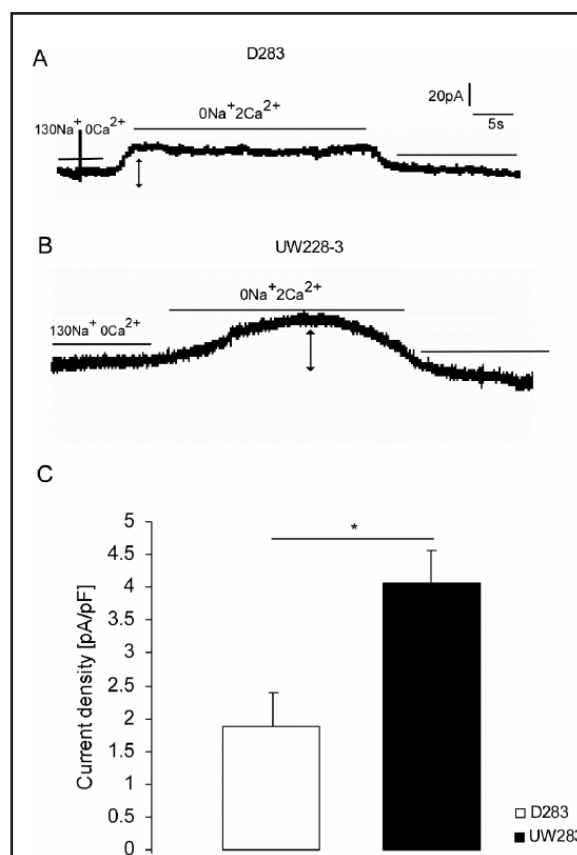 A
D283
20pA
5s
0Na⁺2Ca²⁺
130Na⁺ 0Ca²⁺
B
UW228-3
0Na⁺2Ca²⁺
130Na⁺ 0Ca²⁺
C
Current density [pA/pF]
5
4.5
4
3.5
3
2.5
2
1.5
1
0.5
0
*
D283
UW283